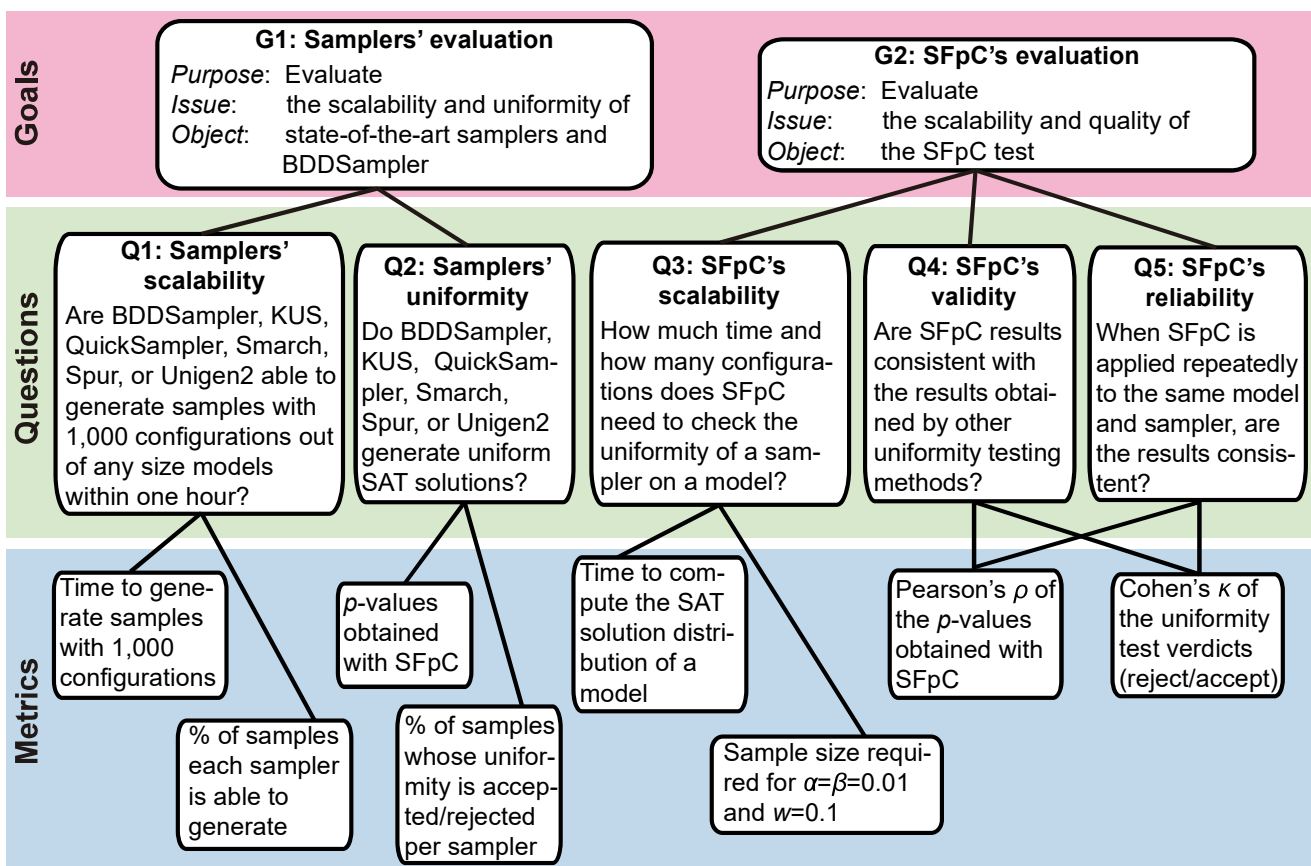 Goals
G1: Samplers' evaluation
Purpose: Evaluate
Issue: the scalability and uniformity of
Object: state-of-the-art samplers and
BDDSampler
G2: SFpC's evaluation
Purpose: Evaluate
Issue: the scalability and quality of
Object: the SFpC test
Questions
Q1: Samplers'
scalability
Are BDDSampler, KUS,
QuickSampler, Smarch,
Spur, or Unigen2 able to
generate samples with
1,000 configurations out
of any size models
within one hour?
Q2: Samplers'
uniformity
Do BDDSampler,
KUS, QuickSam-
pler, Smarch,
Spur, or Unigen2
generate uniform
SAT solutions?
Q3: SFpC's
scalability
How much time and
how many configura-
tions does SFpC
need to check the
uniformity of a sam-
pler on a model?
Q4: SFpC's
validity
Are SFpC results
consistent with
the results obtai-
ned by other
uniformity testing
methods?
Q5: SFpC's
reliability
When SFpC is
applied repeatedly
to the same model
and sampler, are
the results consis-
tent?
Metrics
Time to gene-
rate samples
with 1,000
configurations
% of samples
each sampler
is able to
generate
p-values
obtained
with SFpC
% of samples
whose unifor-
mity is accep-
ted/rejected
per sampler
Time to com-
pute the SAT
solution distri-
bution of a
model
Sample size requi-
red for α=β=0.01
and w=0.1
Pearson's ρ of
the p-values
obtained with
SFpC
Cohen's κ of
the uniformity
test verdicts
(reject/accept)